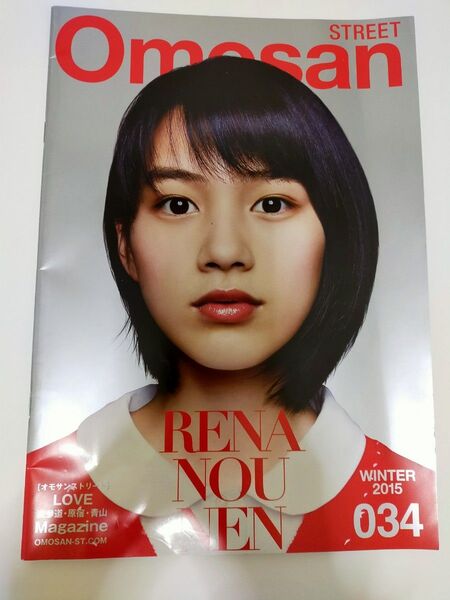 STREET
Omosan
RENA
NOU
EN
[オモサンストリート]
LOVE
表参道・原宿・青山
Magazine
OMOSAN-ST.COM
WINTER
2015
034